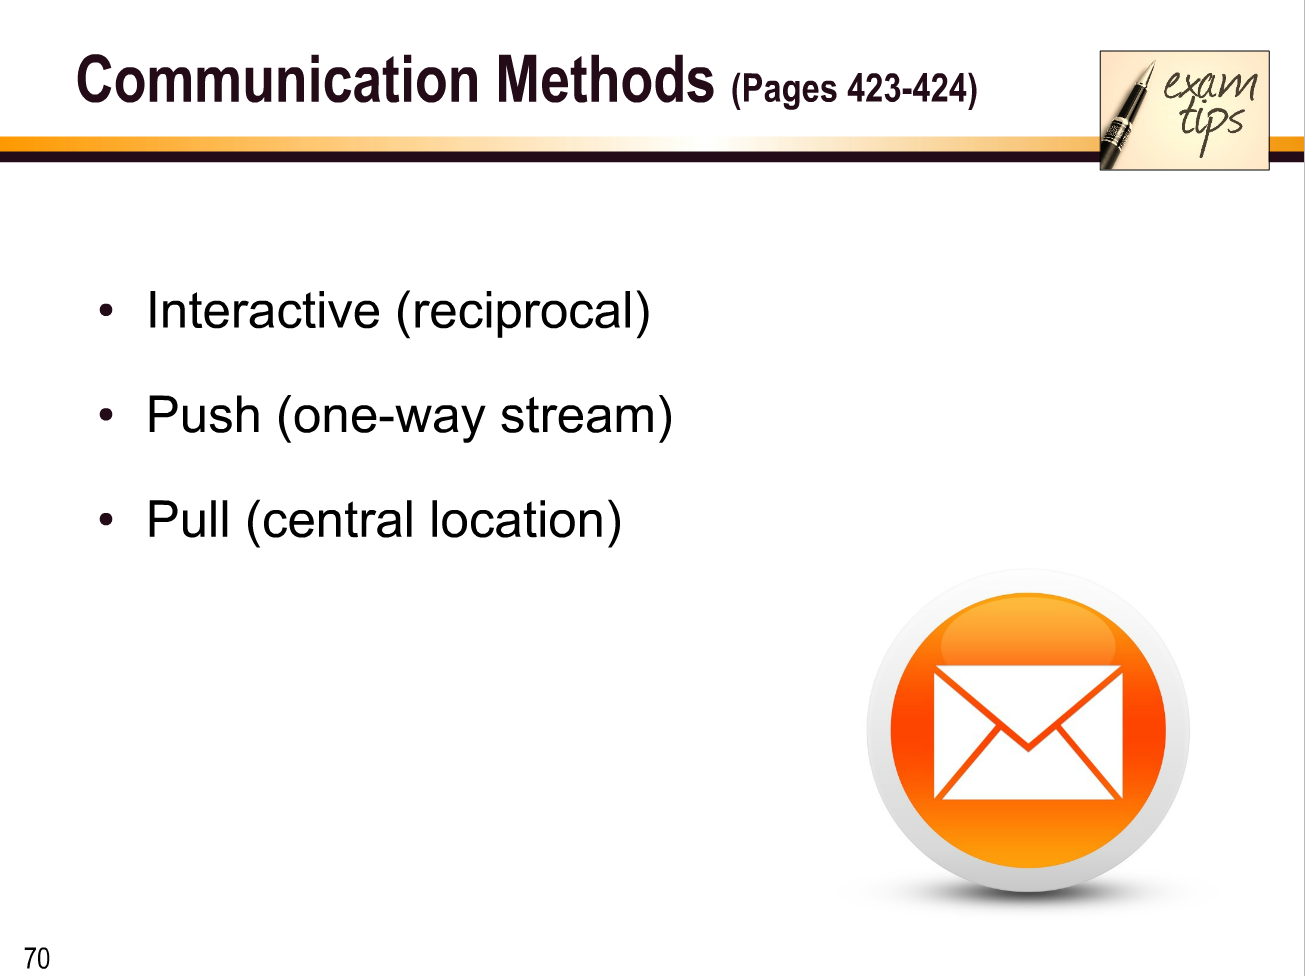 Communication Methods (Pages 423-424)
exam
tips
• Interactive (reciprocal)
• Push (one-way stream)
• Pull (central location)
70